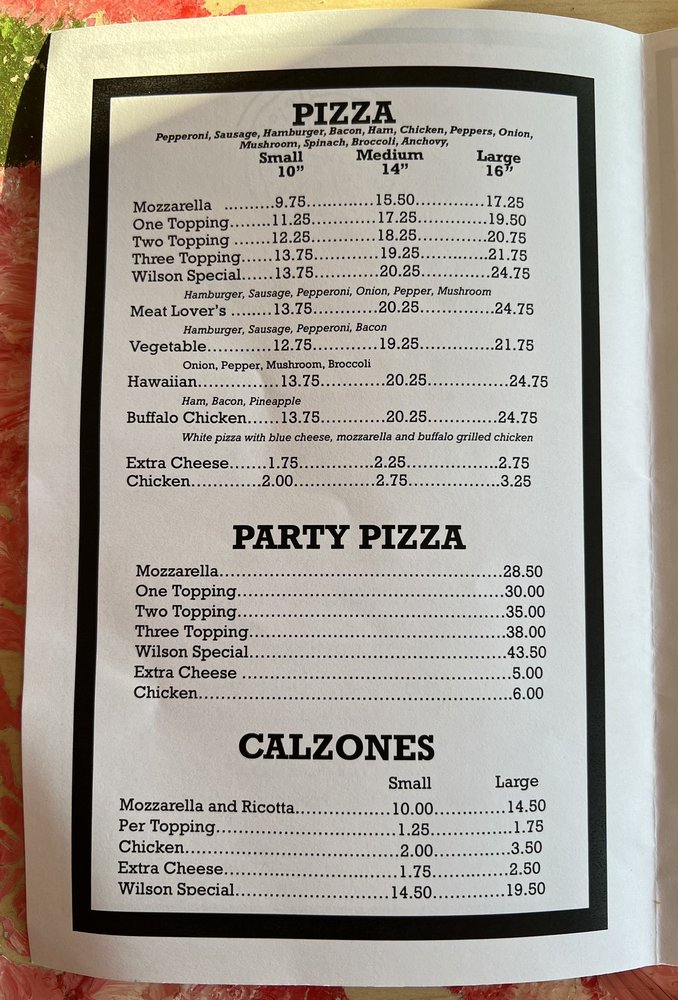 PIZZA
Pepperoni, Sausage, Hamburger, Bacon, Ham, Chicken, Peppers, Onion,
Mushroom, Spinach, Broccoli, Anchovy,
Small Medium Large
10” 14” 16”
Mozzarella ..........9.75..............15.50..............17.25
One Topping........11.25..............17.25..............19.50
Two Topping .......12.25..............18.25..............20.75
Three Topping......13.75..............19.25..............21.75
Wilson Special......13.75..............20.25..............24.75
Hamburger, Sausage, Pepperoni, Onion, Pepper, Mushroom
Meat Lover’s ........13.75..............20.25..............24.75
Hamburger, Sausage, Pepperoni, Bacon
Vegetable.............12.75..............19.25..............21.75
Onion, Pepper, Mushroom, Broccoli
Hawaiian...............13.75..............20.25..............24.75
Ham, Bacon, Pineapple
Buffalo Chicken......13.75..............20.25..............24.75
White pizza with blue cheese, mozzarella and buffalo grilled chicken
Extra Cheese.......1.75..............2.25..............2.75
Chicken.............2.00..............2.75..............3.25
PARTY PIZZA
Mozzarella..................................................28.50
One Topping................................................30.00
Two Topping................................................35.00
Three Topping..............................................38.00
Wilson Special..............................................43.50
Extra Cheese ................................................5.00
Chicken.......................................................6.00
CALZONES
Small Large
Mozzarella and Ricotta.................10.00.............14.50
Per Topping................................1.25..............1.75
Chicken......................................2.00..............3.50
Extra Cheese...............................1.75..............2.50
Wilson Special............................14.50.............19.50